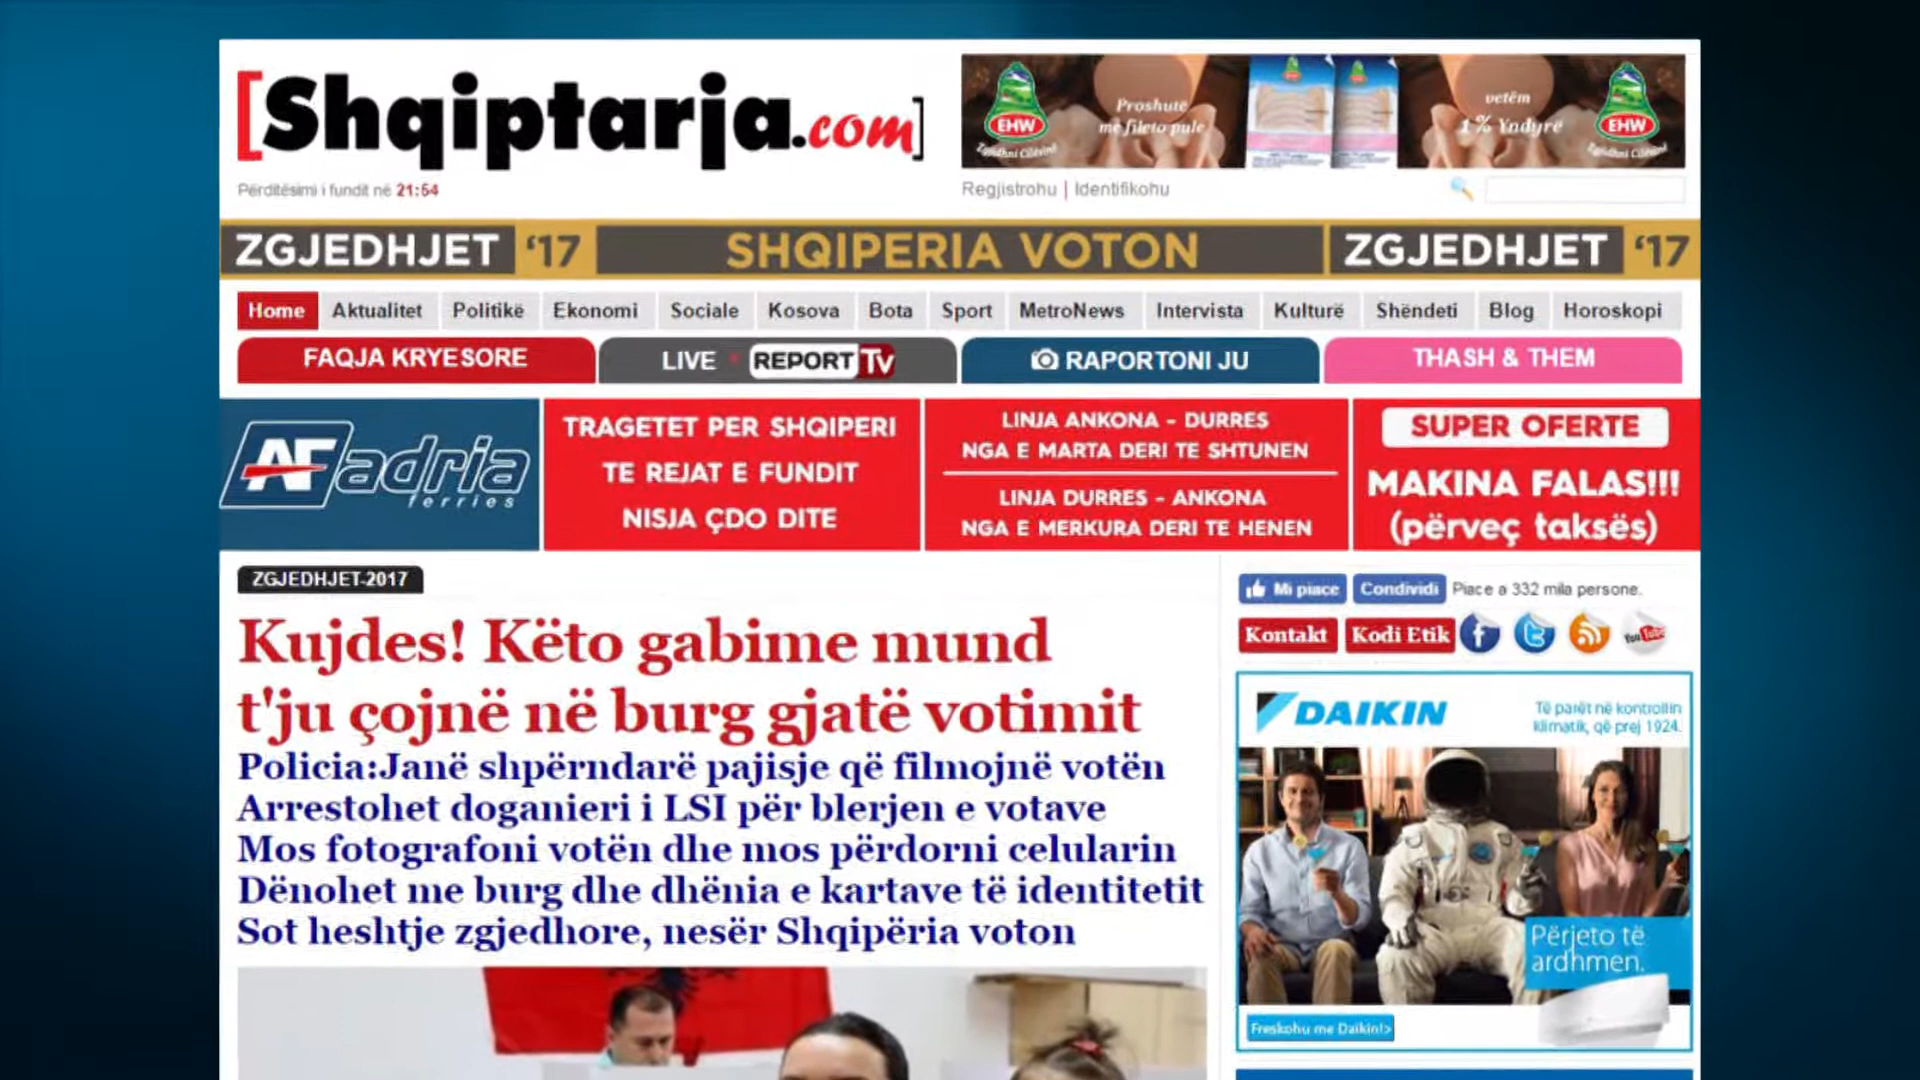 [Shqiptarja.com]
Përditësimi i fundit në 21:54
EHW
Zgjidhni Cilësinë
Proshutë
me fileto pule
vetëm
1 % Yndyrë
EHW
Zgjidhni Cilësinë
Regjistrohu | Identifikohu
ZGJEDHJET '17
SHQIPERIA VOTON
ZGJEDHJET '17
Home Aktualitet Politikë Ekonomi Sociale Kosova Bota Sport MetroNews Intervista Kulturë Shëndeti Blog Horoskopi
FAQJA KRYESORE
LIVE REPORT TV
RAPORTONI JU
THASH & THEM
AF adria
ferries
TRAGETET PER SHQIPERI
TE REJAT E FUNDIT
NISJA ÇDO DITE
LINJA ANKONA - DURRES
NGA E MARTA DERI TE SHTUNEN
LINJA DURRES - ANKONA
NGA E MERKURA DERI TE HENEN
SUPER OFERTE
MAKINA FALAS!!!
(përveç taksës)
ZGJEDHJET-2017
Kujdes! Këto gabime mund
t'ju çojnë në burg gjatë votimit
Policia:Janë shpërndarë pajisje që filmojnë votën
Arrestohet doganieri i LSI për blerjen e votave
Mos fotografoni votën dhe mos përdorni celularin
Dënohet me burg dhe dhënia e kartave të identitetit
Sot heshtje zgjedhore, nesër Shqipëria voton
Mi piace Condividi Piace a 332 mila persone.
Kontakt Kodi Etik
You Tube
DAIKIN
Të parët në kontrollin
klimatik, që prej 1924.
Përjeto të
ardhmen.
Freskohu me Daikin!>